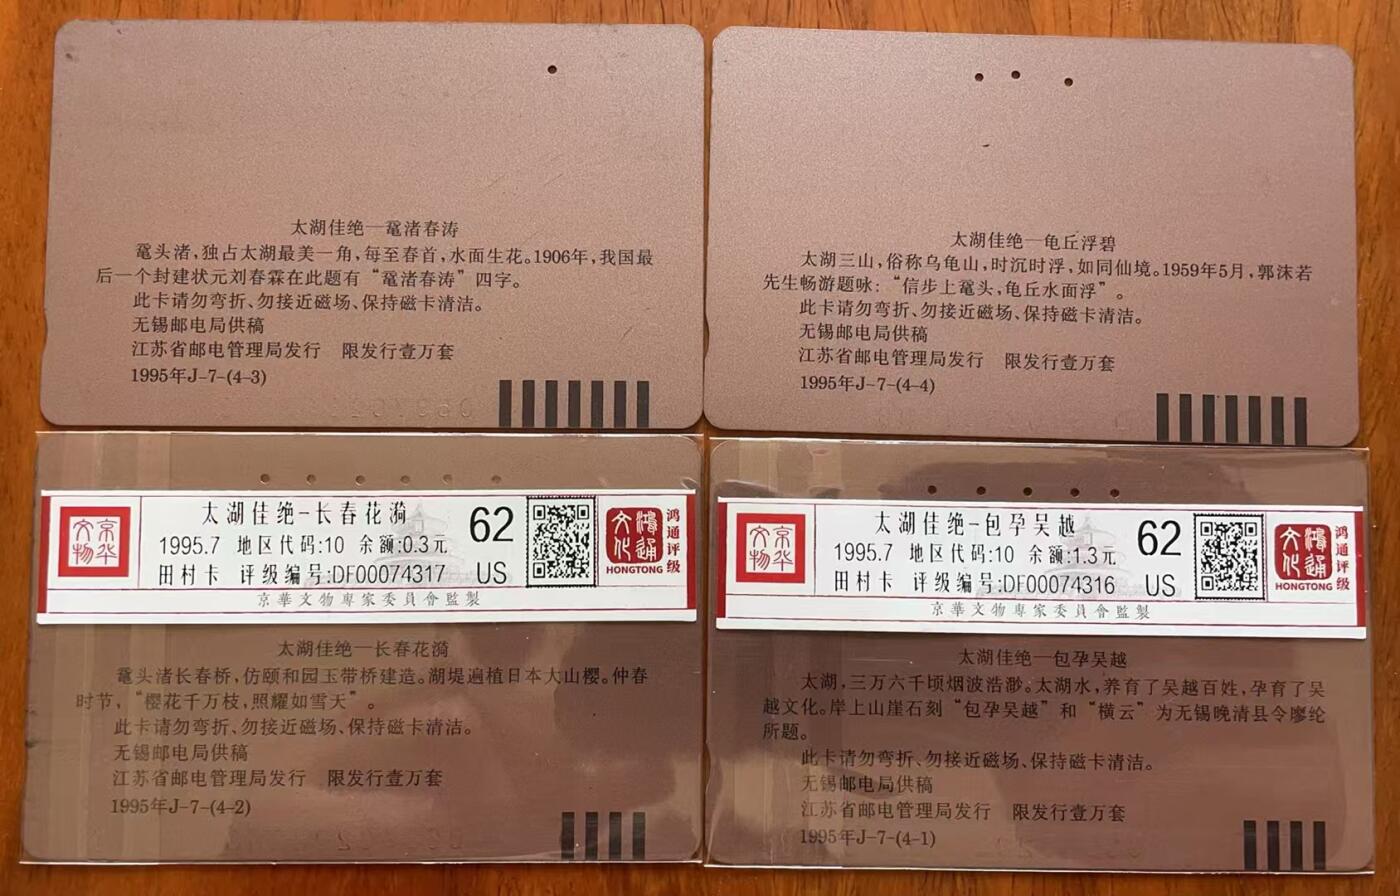 太湖佳绝—鼋渚春涛
鼋头渚,独占太湖最美一角,每至春首,水面生花。1906年,我国最
后一个封建状元刘春霖在此题有“鼋渚春涛”四字。
此卡请勿弯折、勿接近磁场、保持磁卡清洁。
无锡邮电局供稿
江苏省邮电管理局发行 限发行壹万套
1995年J-7-(4-3)
太湖佳绝—龟丘浮碧
太湖三山,俗称乌龟山,时沉时浮,如同仙境。1959年5月,郭沫若
先生畅游题咏:“信步上鼋头,龟丘水面浮”。
此卡请勿弯折、勿接近磁场、保持磁卡清洁。
无锡邮电局供稿
江苏省邮电管理局发行 限发行壹万套
1995年J-7-(4-4)
京华文物
太湖佳绝-长春花漪
1995.7 地区代码:10 余额:0.3元
田村卡 评级编号:DF00074317
62
US
鸿通文化
HONGTONG
鸿通评级
京華文物專家委員會監製
太湖佳绝—长春花漪
鼋头渚长春桥,仿颐和园玉带桥建造。湖堤遍植日本大山樱。仲春
时节,“樱花千万枝,照耀如雪天”。
此卡请勿弯折、勿接近磁场、保持磁卡清洁。
无锡邮电局供稿
江苏省邮电管理局发行 限发行壹万套
1995年J-7-(4-2)
京华文物
太湖佳绝-包孕吴越
1995.7 地区代码:10 余额:1.3元
田村卡 评级编号:DF00074316
62
US
鸿通文化
HONGTONG
鸿通评级
京華文物專家委員會監製
太湖佳绝—包孕吴越
太湖,三万六千顷烟波浩渺。太湖水,养育了吴越百姓,孕育了吴
越文化。岸上山崖石刻“包孕吴越”和“横云”为无锡晚清县令廖纶
所题。
此卡请勿弯折、勿接近磁场、保持磁卡清洁。
无锡邮电局供稿
江苏省邮电管理局发行 限发行壹万套
1995年J-7-(4-1)